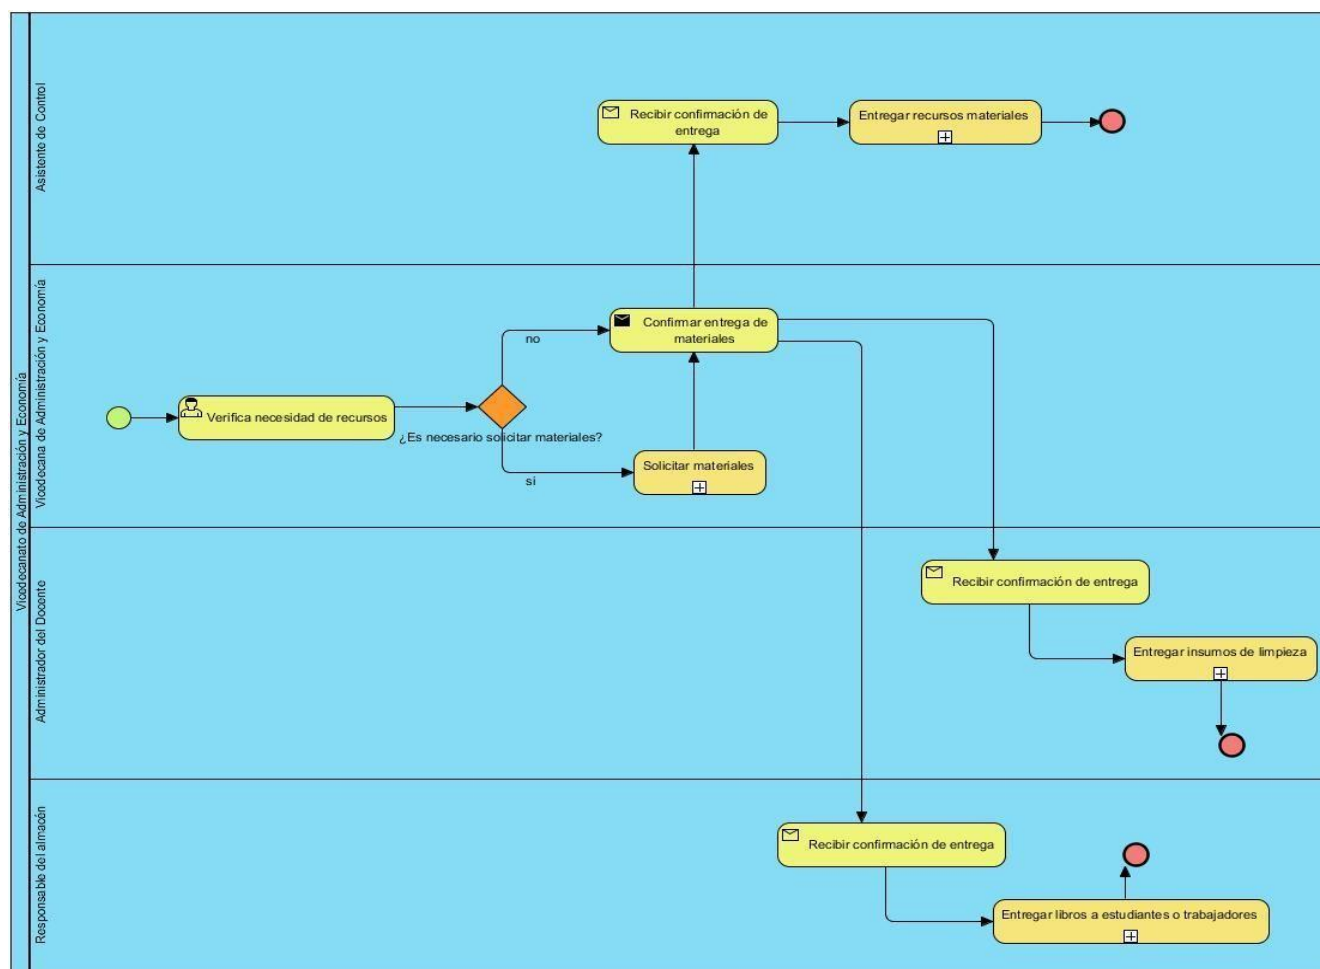 Vicedecanato de Administración y Economía
Asistente de Control
Recibir confirmación de
entrega
Entregar recursos materiales
Vicedecana de Administración y Economía
Verifica necesidad de recursos
¿Es necesario solicitar materiales?
no
si
Confirmar entrega de
materiales
Solicitar materiales
Administrador del Docente
Recibir confirmación de entrega
Entregar insumos de limpieza
Responsable del almacén
Recibir confirmación de entrega
Entregar libros a estudiantes o trabajadores